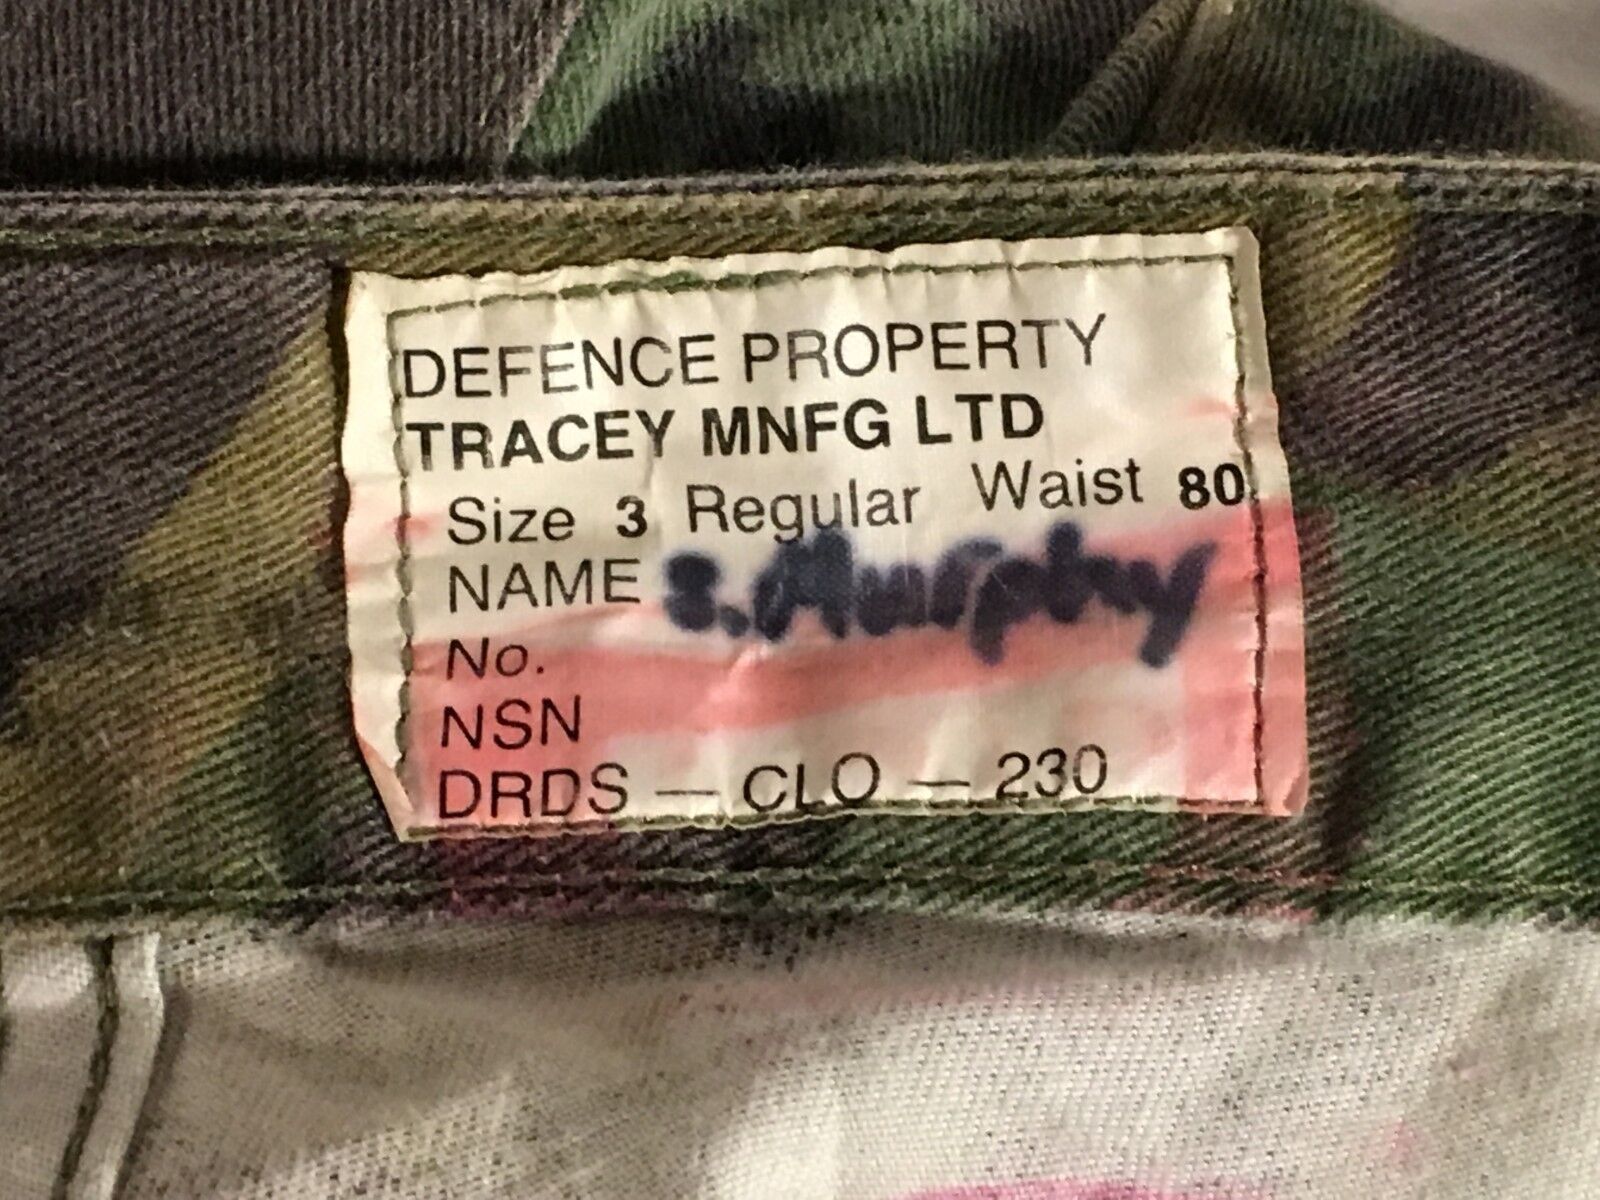 DEFENCE PROPERTY
TRACEY MNFG LTD
Size 3 Regular Waist 80
NAME S. Murphy
No.
NSN
DRDS — CLO — 230